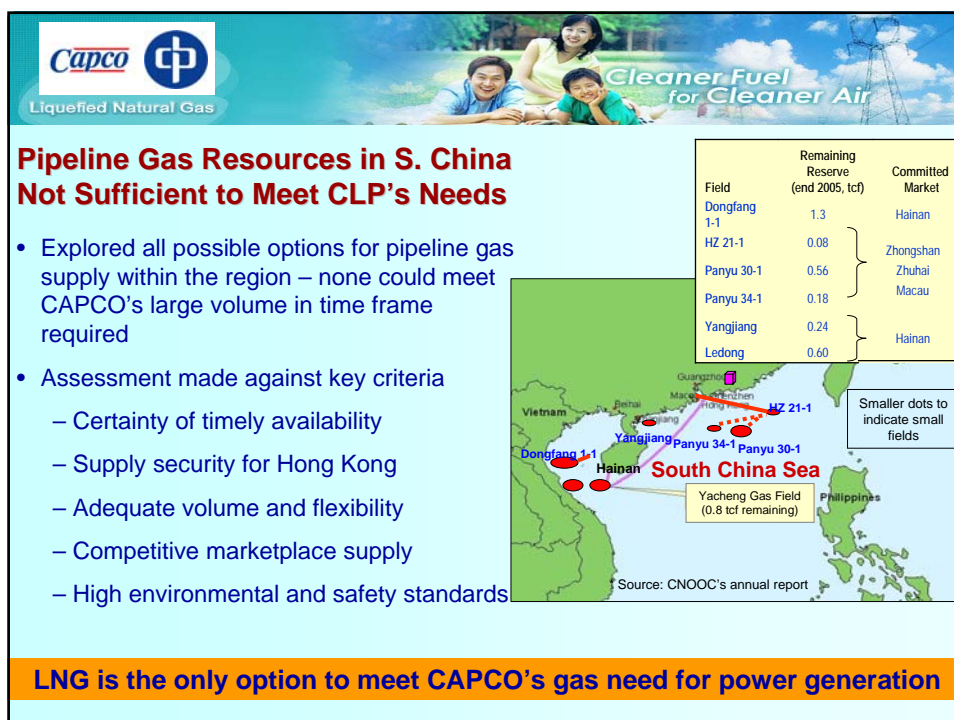 Capco
Liquefied Natural Gas
Cleaner Fuel
for Cleaner Air
Pipeline Gas Resources in S. China
Not Sufficient to Meet CLP's Needs
• Explored all possible options for pipeline gas
supply within the region – none could meet
CAPCO's large volume in time frame
required
• Assessment made against key criteria
– Certainty of timely availability
– Supply security for Hong Kong
– Adequate volume and flexibility
– Competitive marketplace supply
– High environmental and safety standards
Field Remaining Reserve (end 2005, tcf) Committed Market
Dongfang 1-1 1.3 Hainan
HZ 21-1 0.08
Panyu 30-1 0.56
Panyu 34-1 0.18
Zhongshan
Zhuhai
Macau
Yangjiang 0.24
Ledong 0.60
Hainan
Smaller dots to
indicate small
fields
Guangzhou
Hong Kong
Vietnam
Beihai
HZ 21-1
Yangjiang
Panyu 34-1
Panyu 30-1
Dongfang 1-1
Hainan
South China Sea
Yacheng Gas Field
(0.8 tcf remaining)
Philippines
Source: CNOOC's annual report
LNG is the only option to meet CAPCO's gas need for power generation